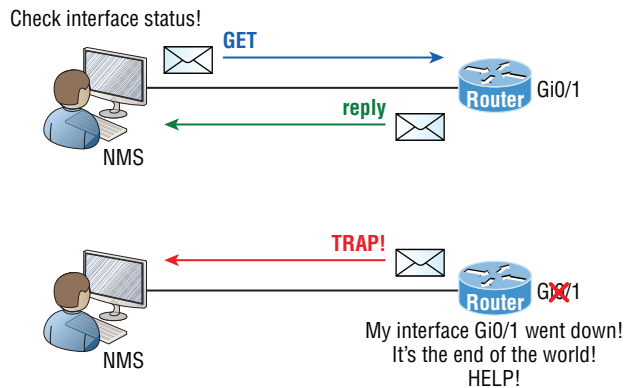 Check interface status!
GET
Router
Gi0/1
reply
NMS
TRAP!
Router
Gi0/1
NMS
My interface Gi0/1 went down!
It's the end of the world!
HELP!